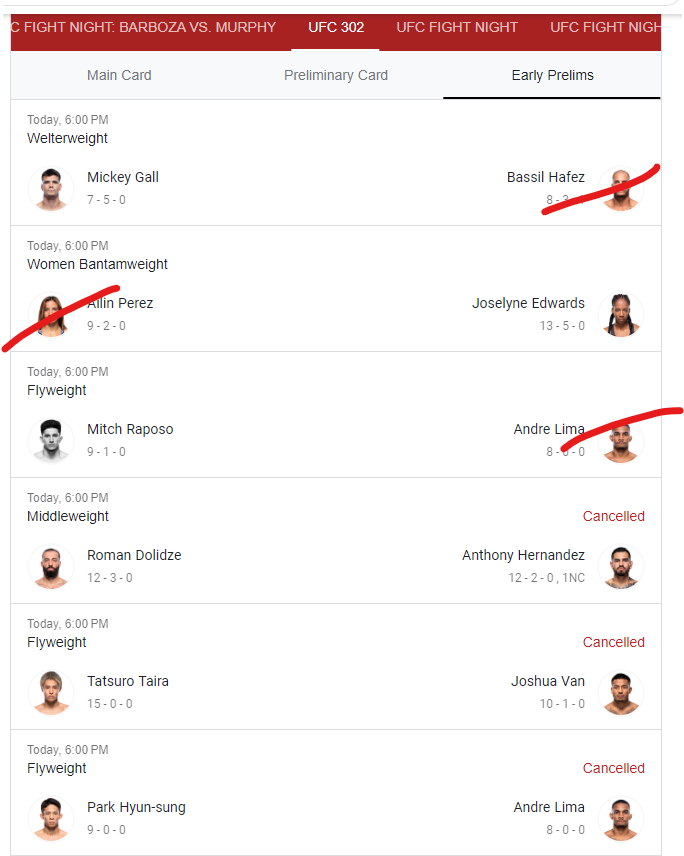 C FIGHT NIGHT: BARBOZA VS. MURPHY UFC 302 UFC FIGHT NIGHT UFC FIGHT NIGH
Main Card Preliminary Card Early Prelims
Today, 6:00 PM
Welterweight
Mickey Gall Bassil Hafez
7 - 5 - 0 8 -
Today, 6:00 PM
Women Bantamweight
Ailin Perez Joselyne Edwards
9 - 2 - 0 13 - 5 - 0
Today, 6:00 PM
Flyweight
Mitch Raposo Andre Lima
9 - 1 - 0 8 - 0 - 0
Today, 6:00 PM
Middleweight Cancelled
Roman Dolidze Anthony Hernandez
12 - 3 - 0 12 - 2 - 0 , 1NC
Today, 6:00 PM
Flyweight Cancelled
Tatsuro Taira Joshua Van
15 - 0 - 0 10 - 1 - 0
Today, 6:00 PM
Flyweight Cancelled
Park Hyun-sung Andre Lima
9 - 0 - 0 8 - 0 - 0